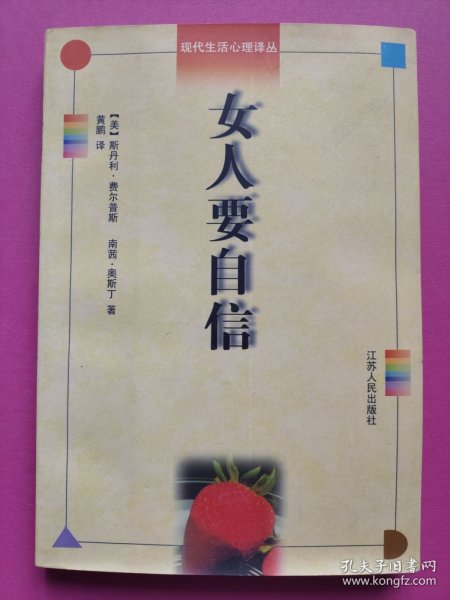 现代生活心理译丛
女人要自信
【美】斯丹利·费尔普斯 南茜·奥斯丁 著
黄鹏 译
江苏人民出版社
孔夫子旧书网
www.kongfz.com